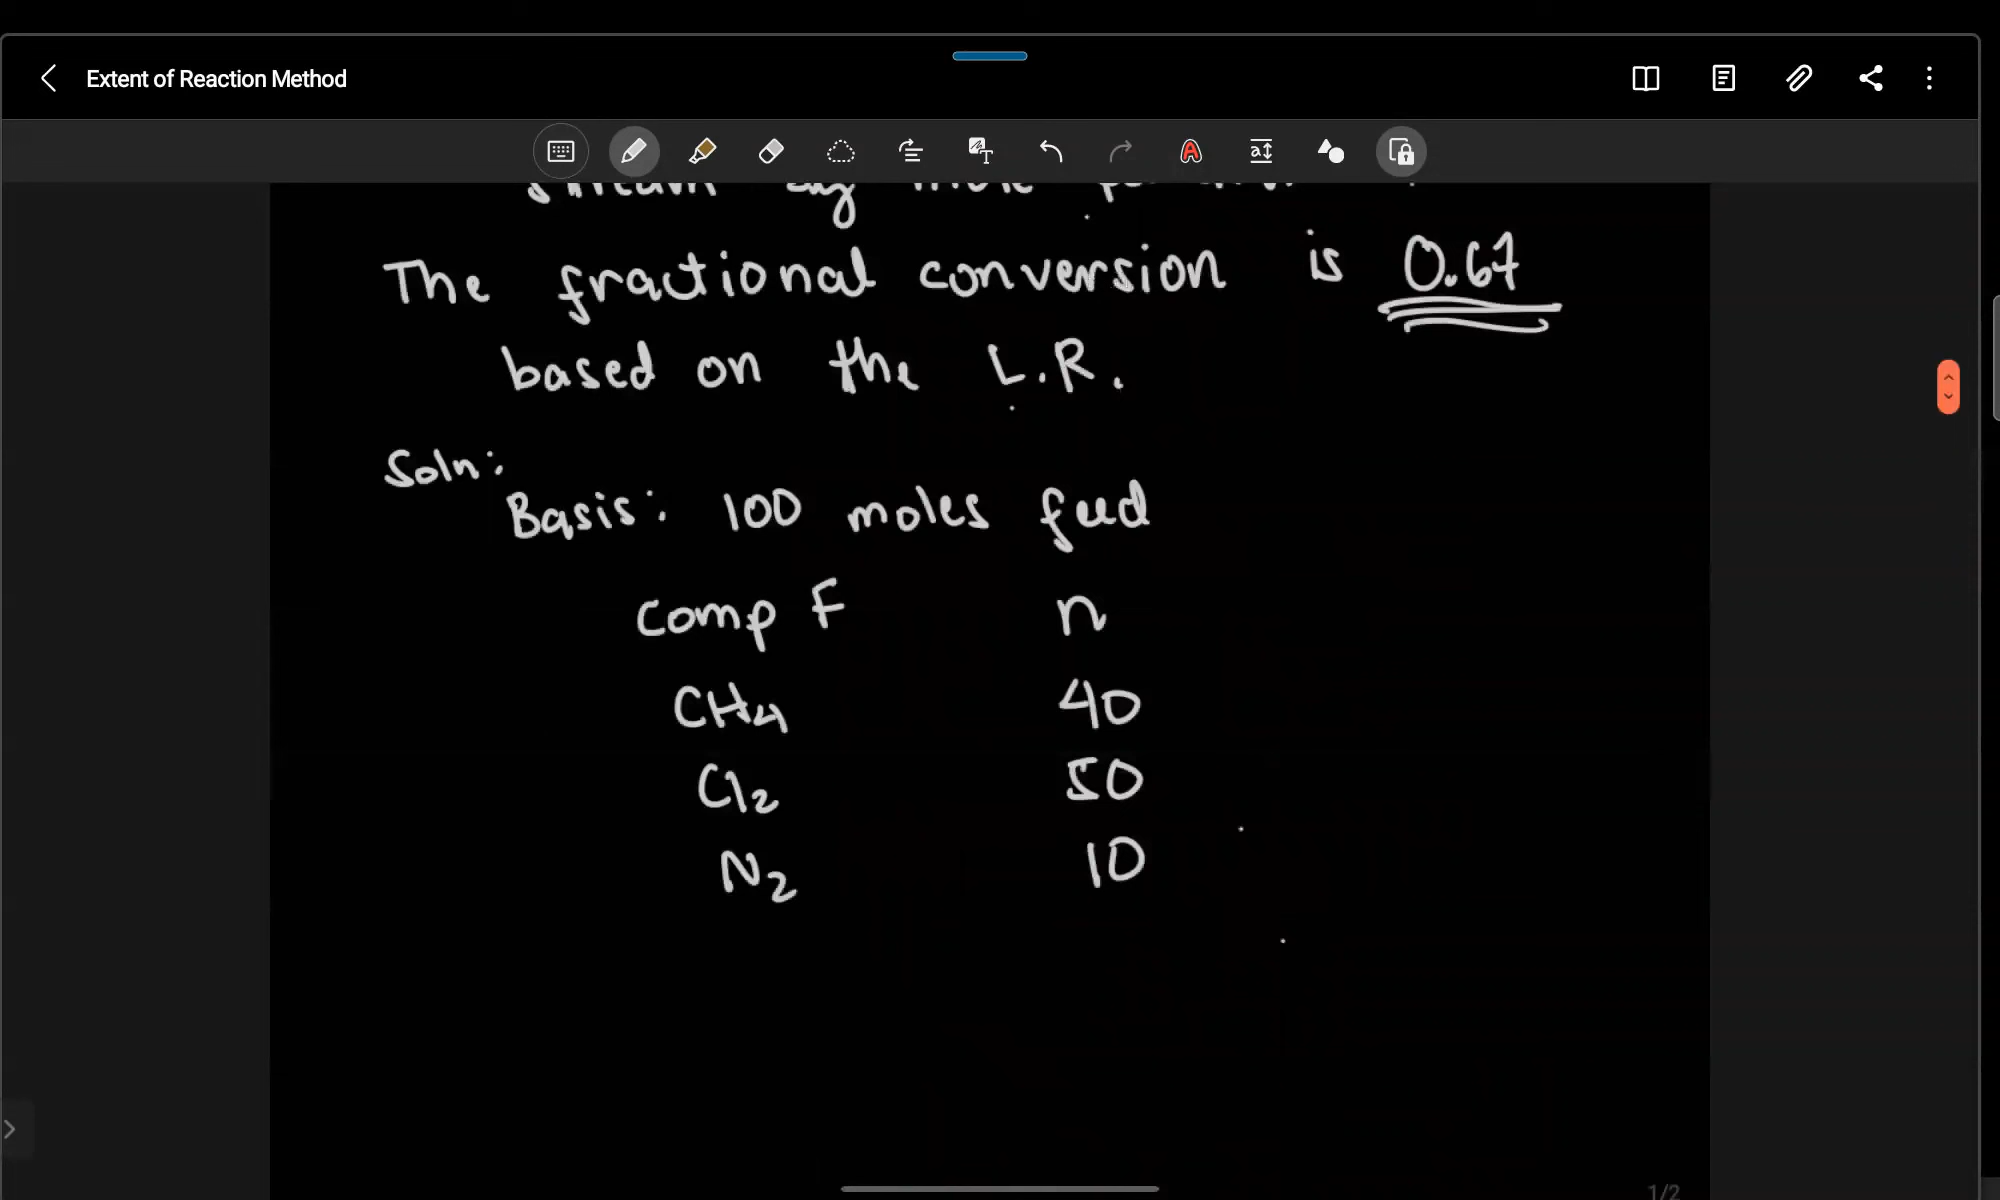 Extent of Reaction Method
The fractional conversion is 0.67
based on the L.R.
Soln:
Basis: 100 moles feed
Comp F n
CH4 40
Cl2 50
N2 10
1/2